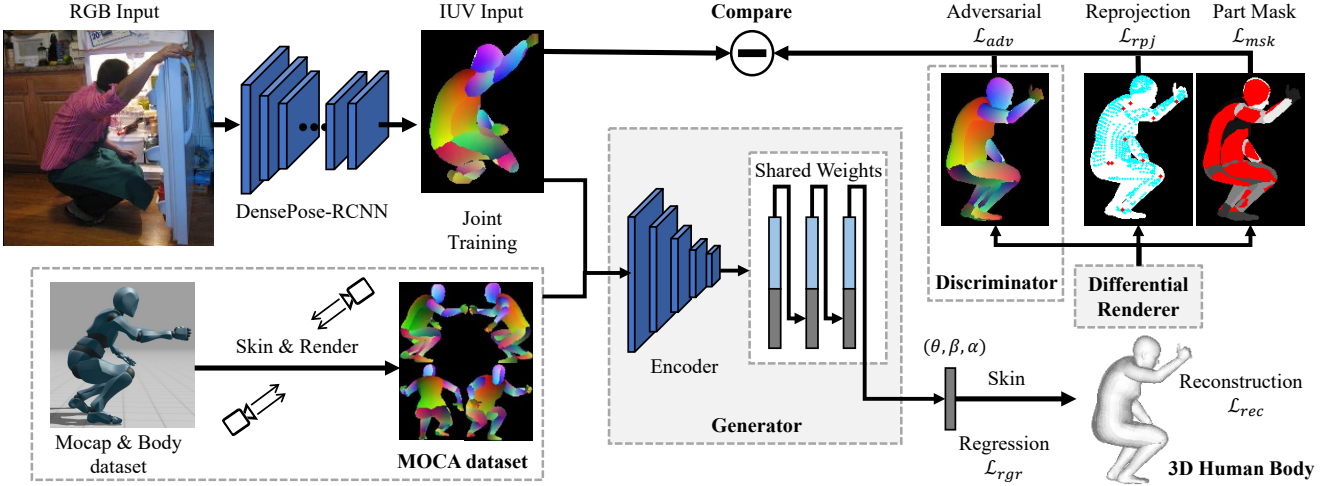 RGB Input
IUV Input
Compare
Adversarial
ℒ_adv
Reprojection
ℒ_rpj
Part Mask
ℒ_msk
DensePose-RCNN
Joint
Training
Shared Weights
Encoder
Generator
Discriminator
Differential
Renderer
Skin & Render
Mocap & Body
dataset
MOCA dataset
(θ, β, α)
Skin
Regression
ℒ_rgr
Reconstruction
ℒ_rec
3D Human Body